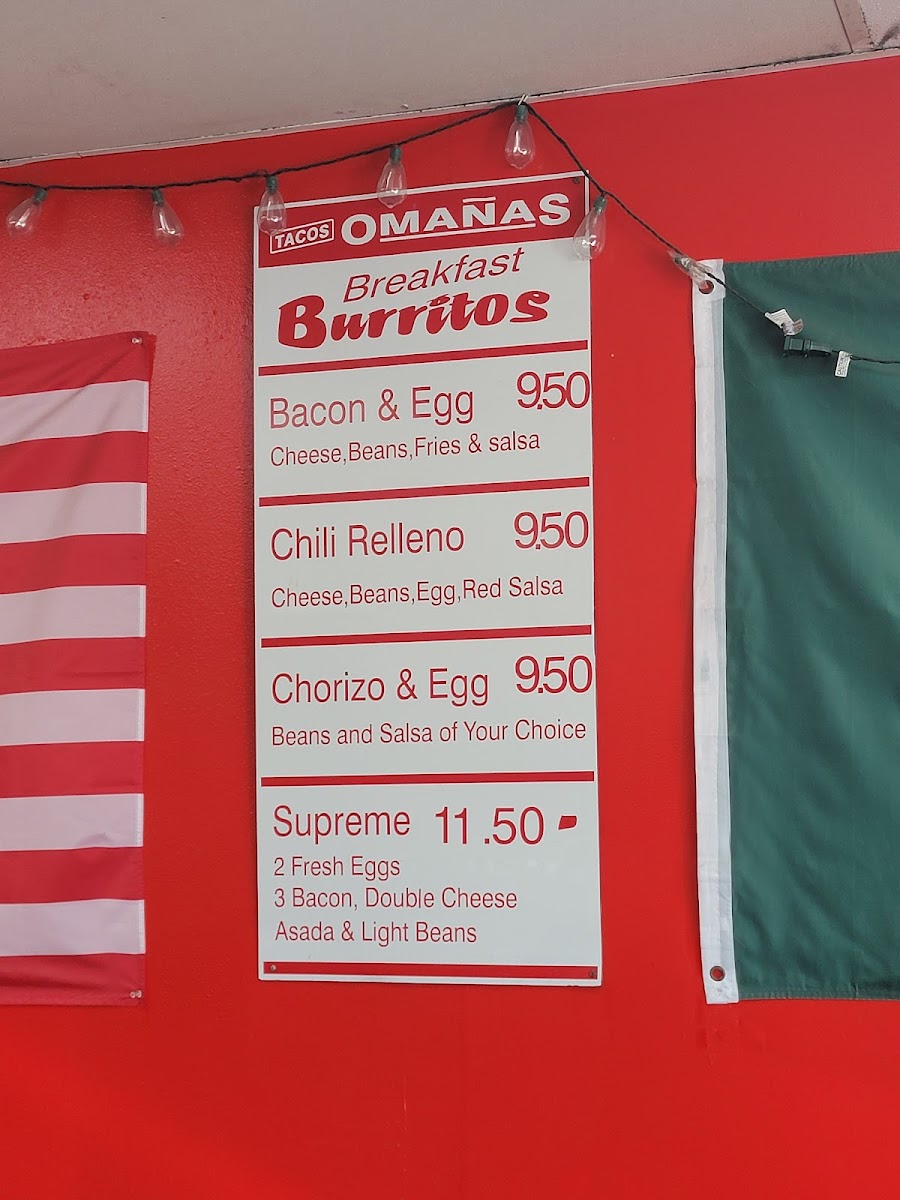 TACOS OMAÑAS
Breakfast
Burritos
Bacon & Egg 9.50
Cheese,Beans,Fries & salsa
Chili Relleno 9.50
Cheese,Beans,Egg,Red Salsa
Chorizo & Egg 9.50
Beans and Salsa of Your Choice
Supreme 11.50 -
2 Fresh Eggs
3 Bacon, Double Cheese
Asada & Light Beans